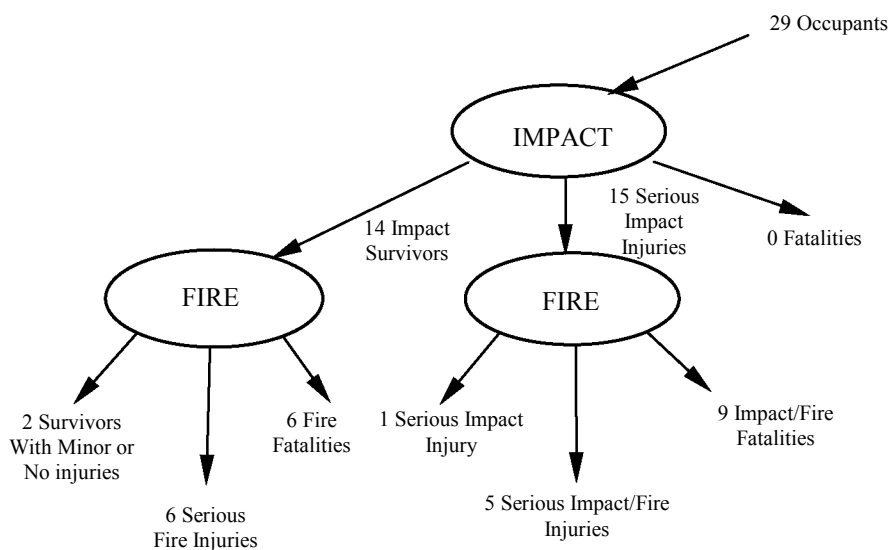 29 Occupants
IMPACT
14 Impact
Survivors
15 Serious
Impact
Injuries
0 Fatalities
FIRE
FIRE
2 Survivors
With Minor or
No injuries
6 Serious
Fire Injuries
6 Fire
Fatalities
1 Serious Impact
Injury
5 Serious Impact/Fire
Injuries
9 Impact/Fire
Fatalities